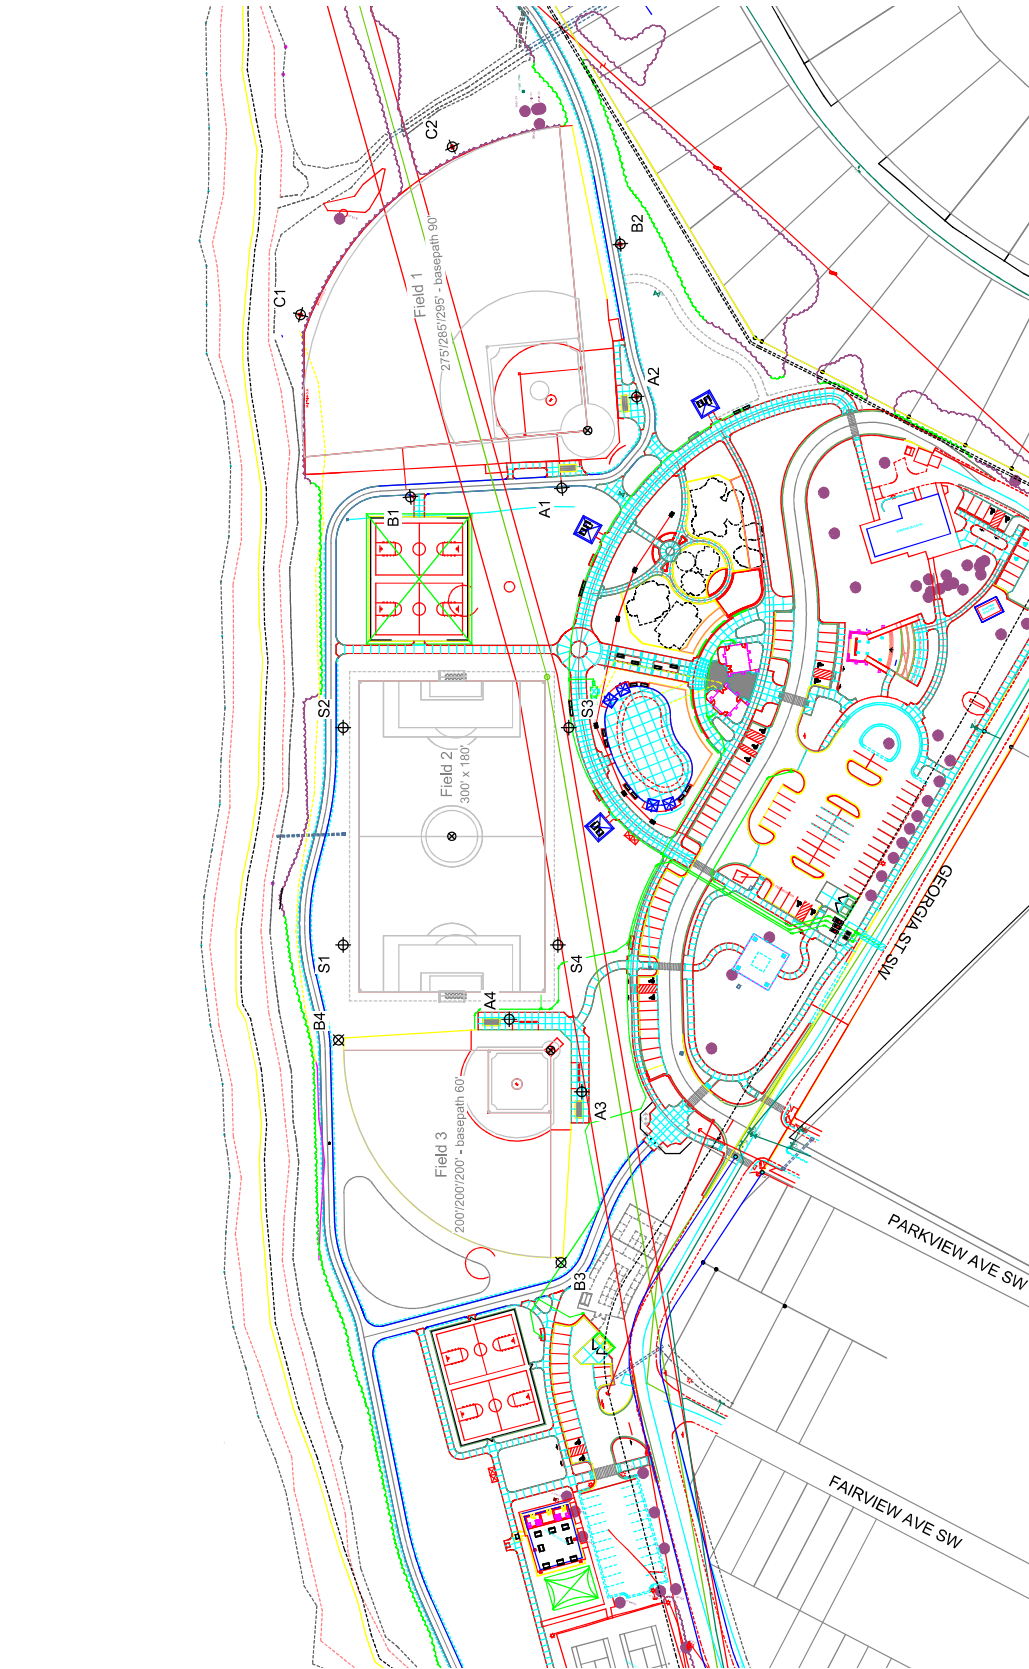 C2
B2
C1
Field 1
275'/285'/295' - basepath 90'
A2
B1
A1
S2
S3
Field 2
300' x 180'
GEORGIA ST SW
S1
S4
B4
A4
A3
Field 3
200'/200'/200' - basepath 60'
B3
PARKVIEW AVE SW
FAIRVIEW AVE SW